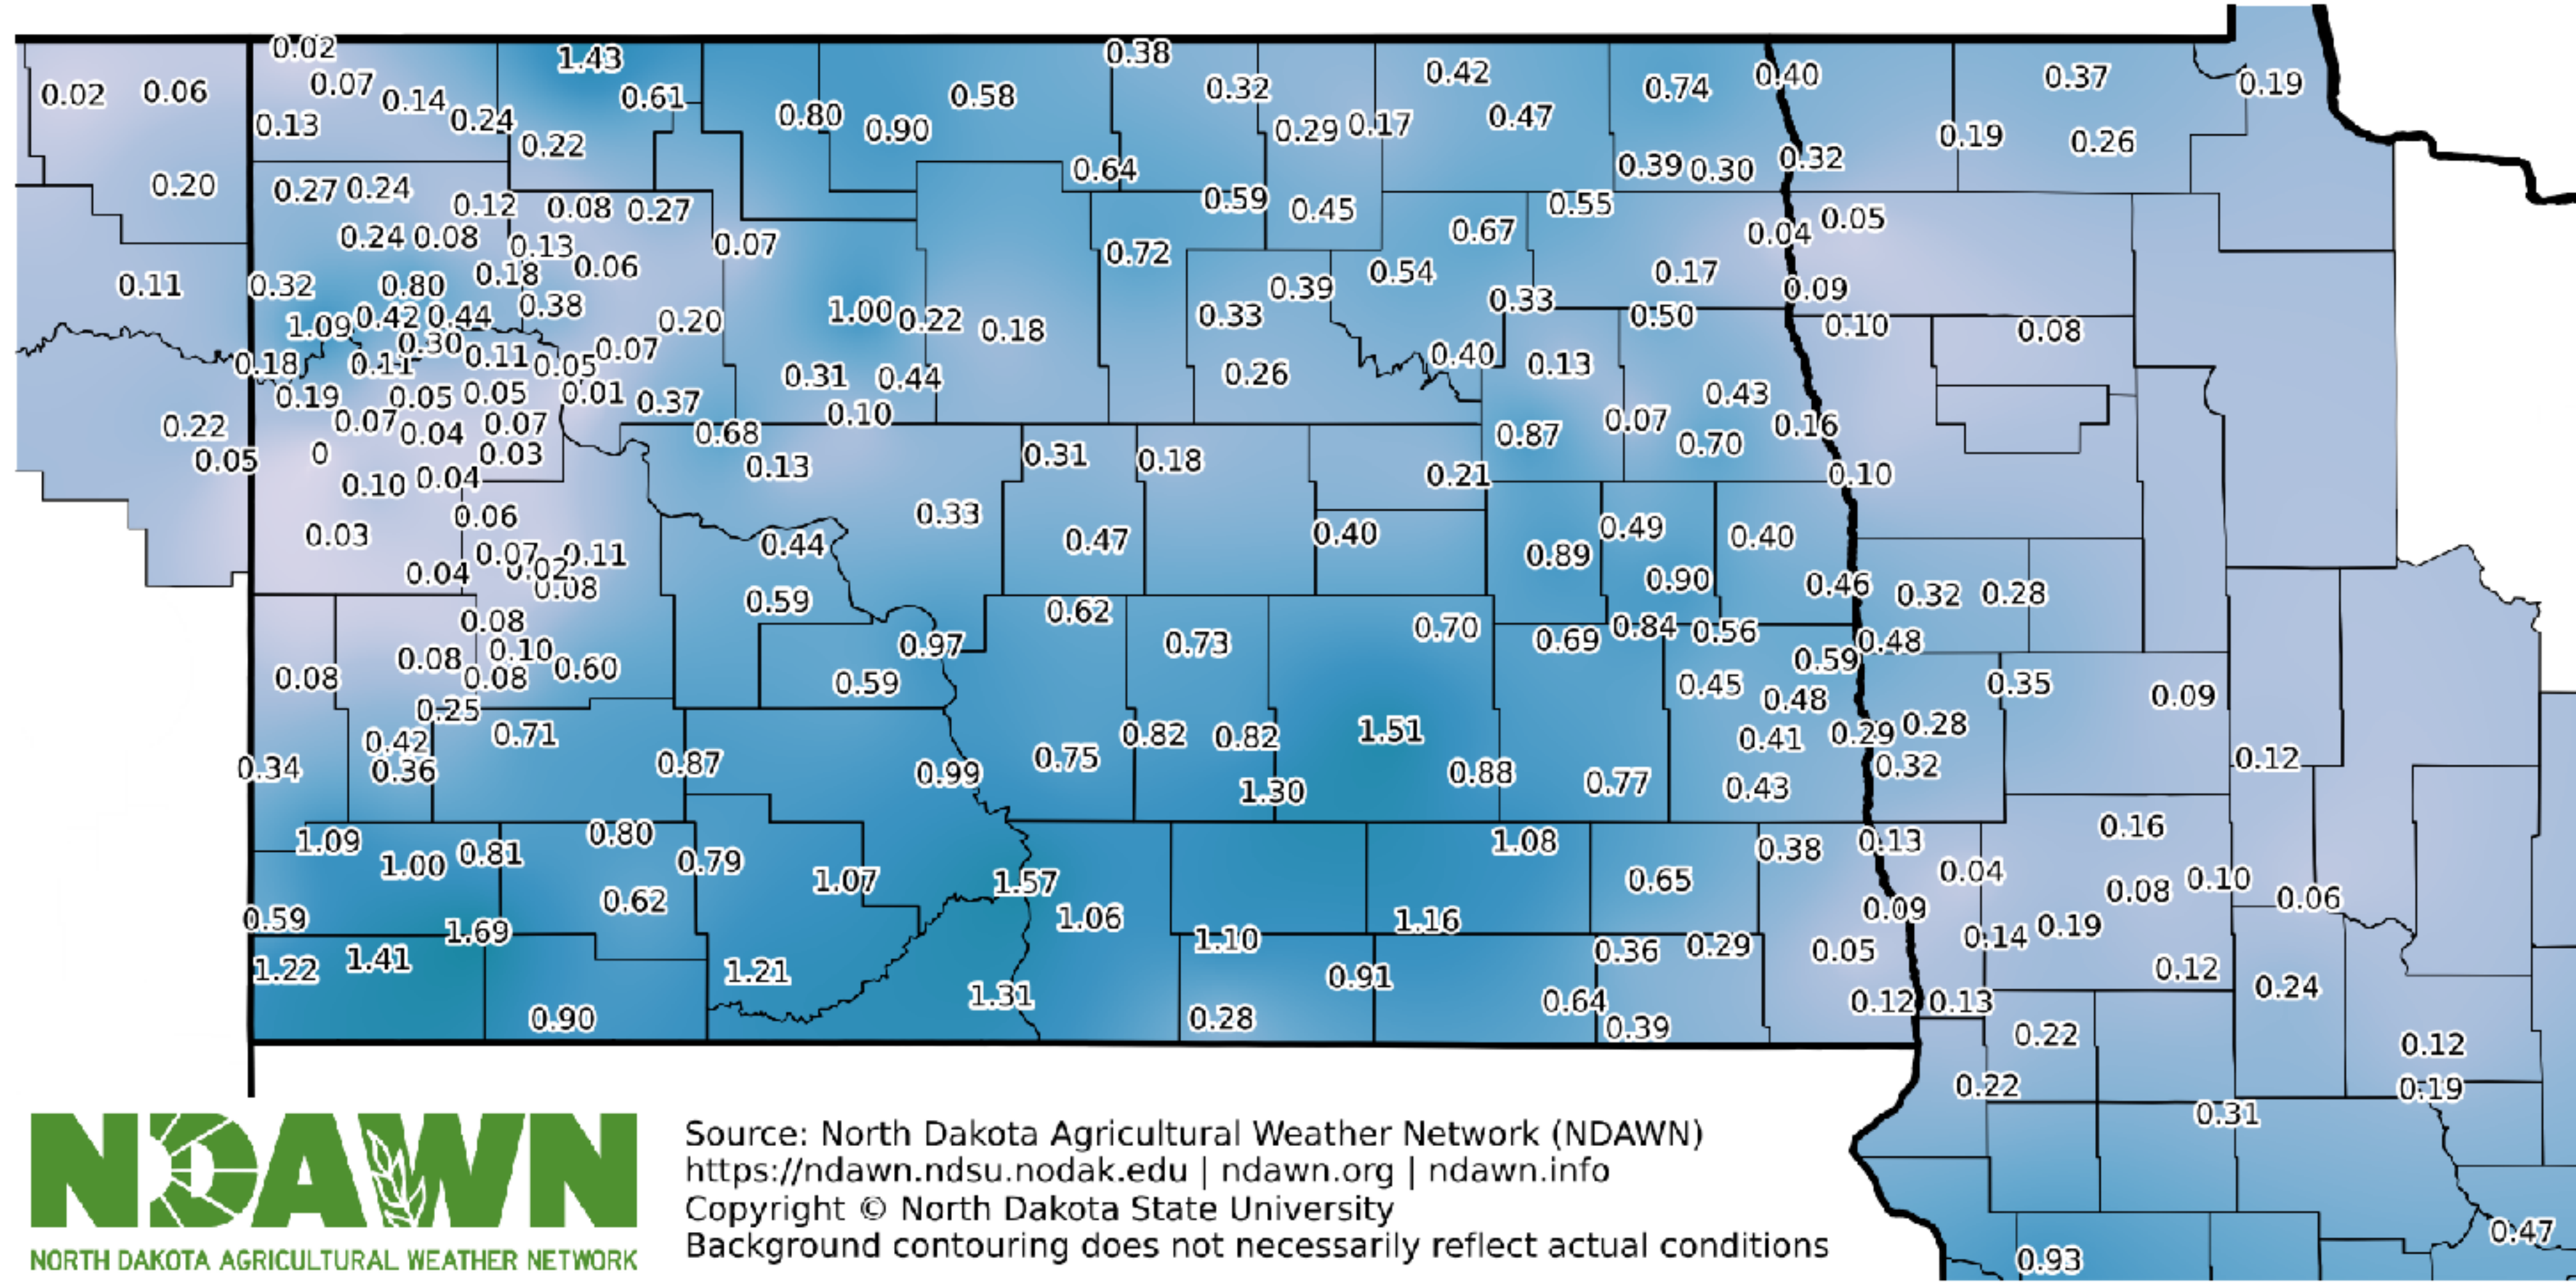 0.02
1.43
0.38
0.02 0.06 0.07 0.14 0.61 0.58 0.32 0.42 0.74 0.40 0.37 0.19
0.13 0.24 0.22 0.80 0.90 0.29 0.17 0.47 0.19 0.26
0.64 0.39 0.30 0.32
0.20 0.27 0.24 0.12 0.08 0.27 0.59 0.45 0.55 0.05
0.24 0.08 0.13 0.07 0.72 0.67 0.04
0.11 0.32 0.80 0.18 0.06 0.39 0.54 0.17 0.09
1.09 0.42 0.44 0.38 0.20 1.00 0.22 0.18 0.33 0.33 0.50 0.10 0.08
0.18 0.11 0.30 0.11 0.05 0.07 0.40 0.13
0.19 0.05 0.05 0.01 0.37 0.31 0.44 0.26 0.43
0.22 0.07 0.04 0.07 0.68 0.10 0.87 0.07 0.70 0.16
0.05 0 0.03 0.13 0.31 0.18
0.10 0.04 0.21 0.10
0.03 0.06 0.33 0.47 0.40 0.49 0.40
0.04 0.07 0.02 0.11 0.08 0.44 0.89 0.90 0.46 0.32 0.28
0.08 0.59 0.62 0.70 0.84 0.56
0.08 0.08 0.10 0.08 0.60 0.97 0.59 0.73 0.69 0.59 0.48
0.25 0.45 0.48 0.35 0.09
0.34 0.42 0.36 0.71 0.87 0.99 0.75 0.82 0.82 1.51 0.88 0.77 0.41 0.29 0.28 0.32 0.12
1.30 0.43
1.09 1.00 0.81 0.80 0.79 1.08 0.38 0.13 0.16
0.62 1.07 1.57 0.65 0.04 0.08 0.10 0.06
0.59 1.69 1.06 1.16 0.09 0.19
1.22 1.41 1.21 1.10 0.91 0.36 0.29 0.05 0.14 0.12 0.24
0.90 1.31 0.28 0.64 0.39 0.12 0.13 0.22 0.12
0.22 0.19
0.31
0.47
0.93
NDAWN
NORTH DAKOTA AGRICULTURAL WEATHER NETWORK
Source: North Dakota Agricultural Weather Network (NDAWN)
https://ndawn.ndsu.nodak.edu | ndawn.org | ndawn.info
Copyright © North Dakota State University
Background contouring does not necessarily reflect actual conditions